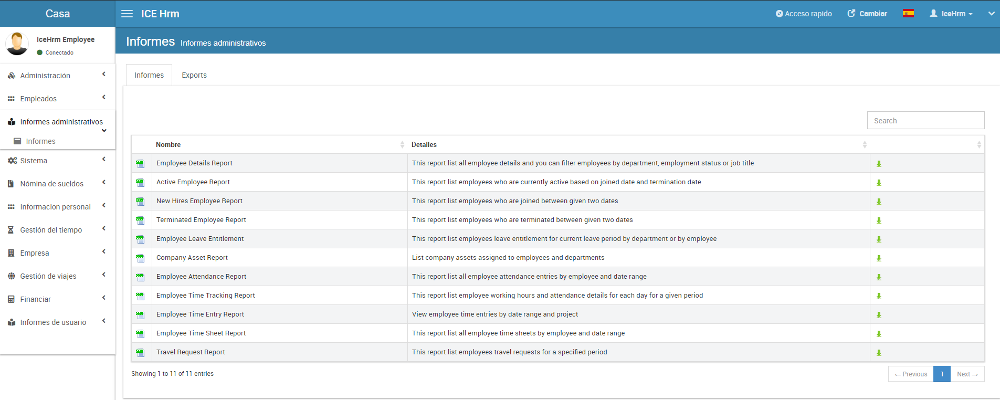 Casa
ICE Hrm
Acceso rapido
Cambiar
IceHrm
IceHrm Employee
Conectado
Informes Informes administrativos
Administración
Empleados
Informes administrativos
Informes
Sistema
Nómina de sueldos
Informacion personal
Gestión del tiempo
Empresa
Gestión de viajes
Financiar
Informes de usuario
Informes Exports
Search
Nombre Detalles
Employee Details Report This report list all employee details and you can filter employees by department, employment status or job title
Active Employee Report This report list employees who are currently active based on joined date and termination date
New Hires Employee Report This report list employees who are joined between given two dates
Terminated Employee Report This report list employees who are terminated between given two dates
Employee Leave Entitlement This report list employees leave entitlement for current leave period by department or by employee
Company Asset Report List company assets assigned to employees and departments
Employee Attendance Report This report list all employee attendance entries by employee and date range
Employee Time Tracking Report This report list employee working hours and attendance details for each day for a given period
Employee Time Entry Report View employee time entries by date range and project
Employee Time Sheet Report This report list all employee time sheets by employee and date range
Travel Request Report This report list employees travel requests for a specified period
Showing 1 to 11 of 11 entries
← Previous 1 Next →